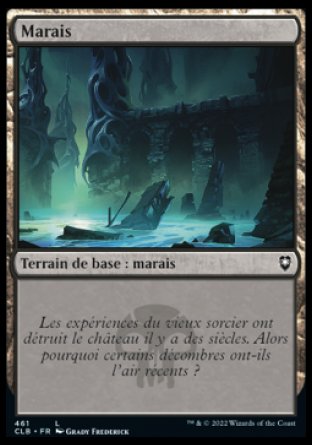 Marais
Terrain de base : marais
Les expériences du vieux sorcier ont
détruit le château il y a des siècles. Alors
pourquoi certains décombres ont-ils
l'air récents ?
461 L
CLB • FR Grady Frederick
™ & © 2022 Wizards of the Coast